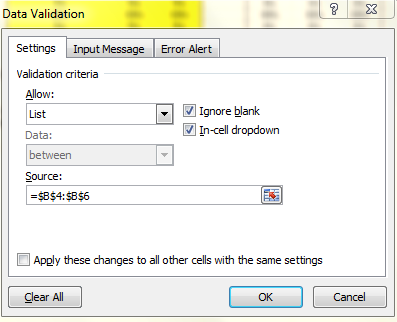 Data Validation
Settings Input Message Error Alert
Validation criteria
Allow:
List
Ignore blank
Data:
In-cell dropdown
between
Source:
=$B$4:$B$6
Apply these changes to all other cells with the same settings
Clear All OK Cancel